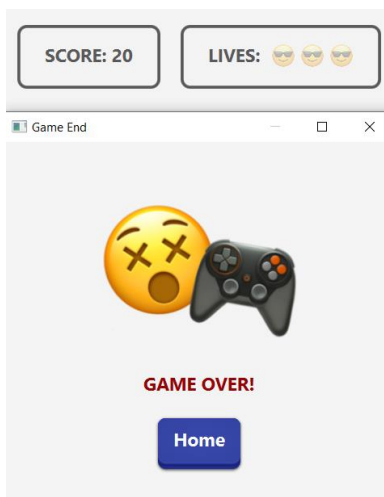 SCORE: 20
LIVES: 😎 😎 😎
Game End
GAME OVER!
Home